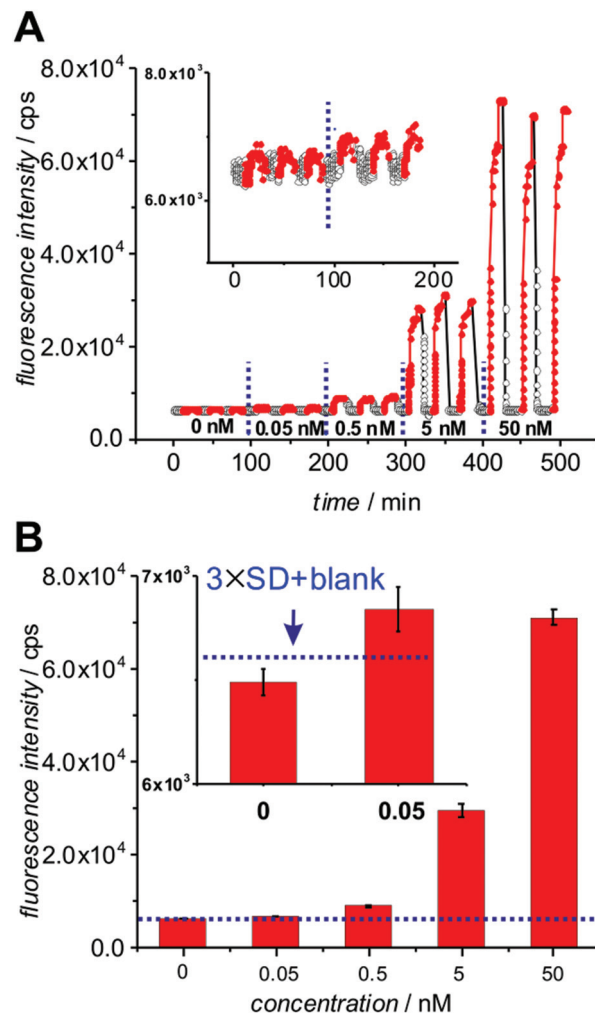 A
fluorescence intensity / cps
8.0x10⁴
6.0x10⁴
4.0x10⁴
2.0x10⁴
0.0
8.0x10³
6.0x10³
0 100 200
0 nM 0.05 nM 0.5 nM 5 nM 50 nM
0 100 200 300 400 500
time / min
B
fluorescence intensity / cps
8.0x10⁴
6.0x10⁴
4.0x10⁴
2.0x10⁴
0.0
7x10³
3×SD+blank
6x10³
0 0.05
0 0.05 0.5 5 50
concentration / nM